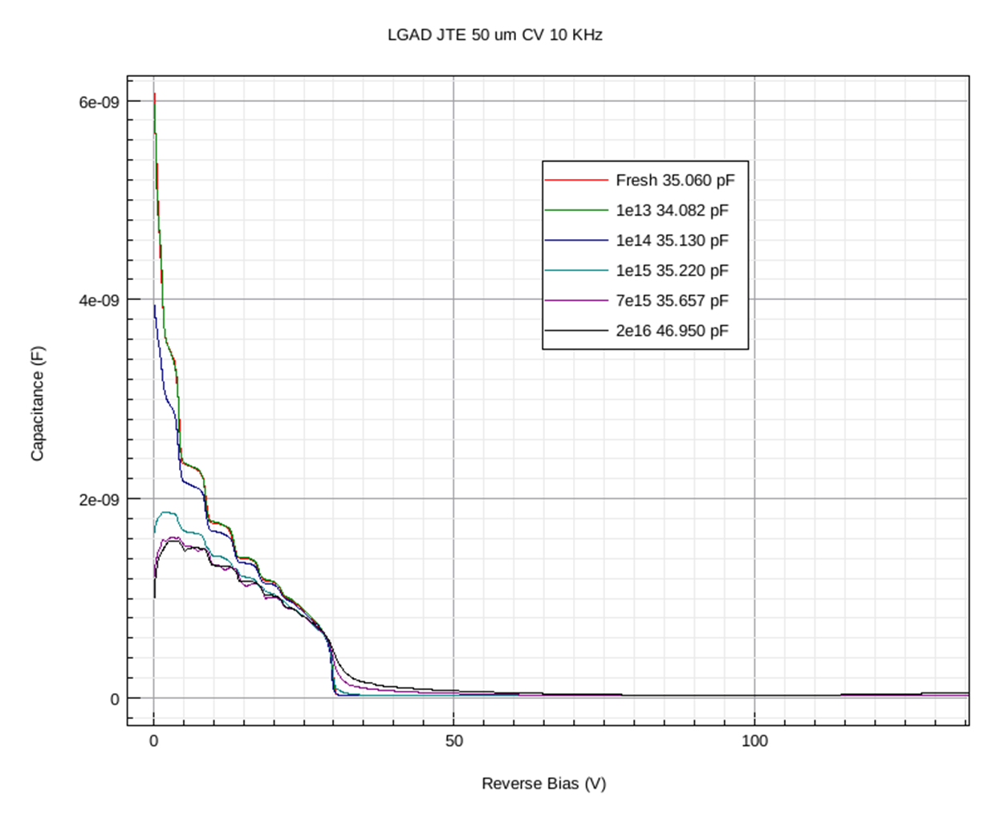 LGAD JTE 50 um CV 10 KHz
6e-09
4e-09
2e-09
0
Capacitance (F)
Fresh 35.060 pF
1e13 34.082 pF
1e14 35.130 pF
1e15 35.220 pF
7e15 35.657 pF
2e16 46.950 pF
0 50 100
Reverse Bias (V)